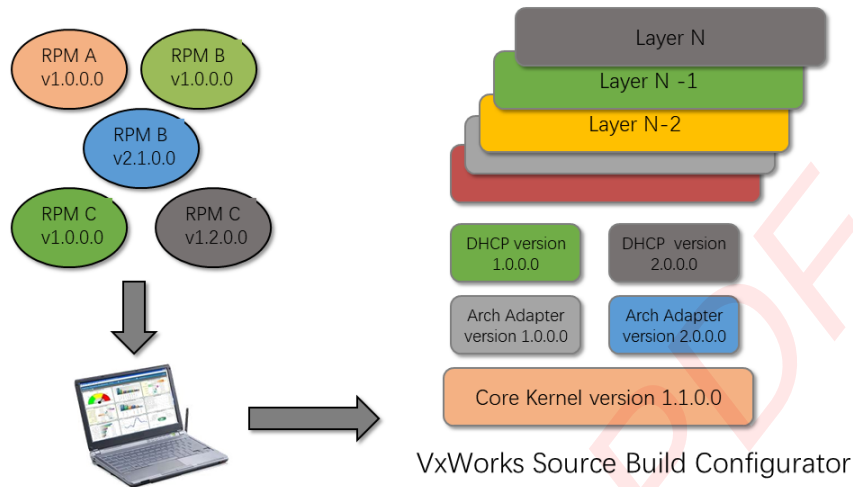 RPM A
v1.0.0.0
RPM B
v1.0.0.0
RPM B
v2.1.0.0
RPM C
v1.0.0.0
RPM C
v1.2.0.0
Layer N
Layer N -1
Layer N-2
DHCP version
1.0.0.0
DHCP version
2.0.0.0
Arch Adapter
version 1.0.0.0
Arch Adapter
version 2.0.0.0
Core Kernel version 1.1.0.0
VxWorks Source Build Configurator
PDF